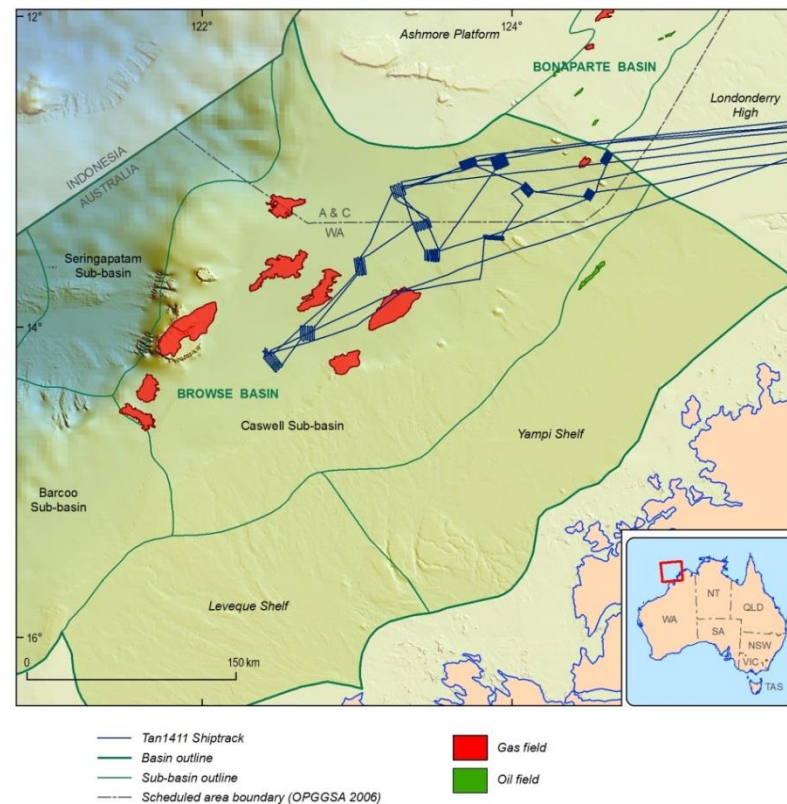 12°
122°
124°
Ashmore Platform
BONAPARTE BASIN
Londonderry
High
INDONESIA
AUSTRALIA
A & C
WA
Seringapatam
Sub-basin
14°
BROWSE BASIN
Caswell Sub-basin
Yampi Shelf
Barcoo
Sub-basin
Leveque Shelf
16°
0
150 km
NT
QLD
WA
SA
NSW
VIC
TAS
Tan1411 Shiptrack
Basin outline
Sub-basin outline
Scheduled area boundary (OPGGSA 2006)
Gas field
Oil field